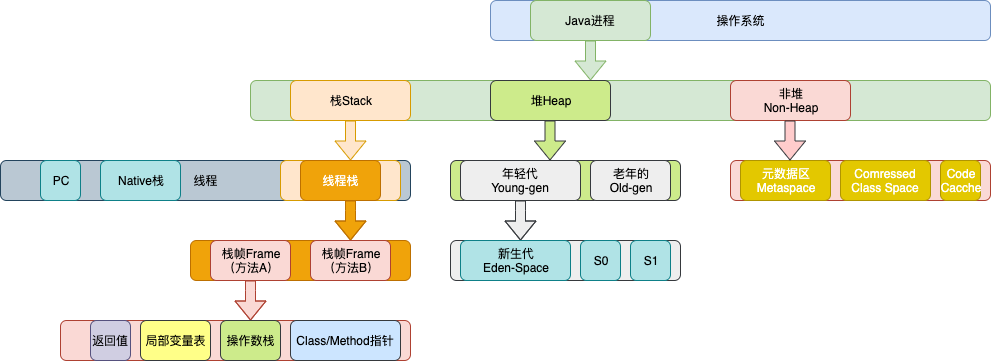 Java进程
操作系统
栈Stack
堆Heap
非堆
Non-Heap
PC
Native栈
线程
线程栈
年轻代
Young-gen
老年的
Old-gen
元数据区
Metaspace
Comressed
Class Space
Code
Cacche
栈帧Frame
（方法A）
栈帧Frame
（方法B）
新生代
Eden-Space
S0
S1
返回值
局部变量表
操作数栈
Class/Method指针